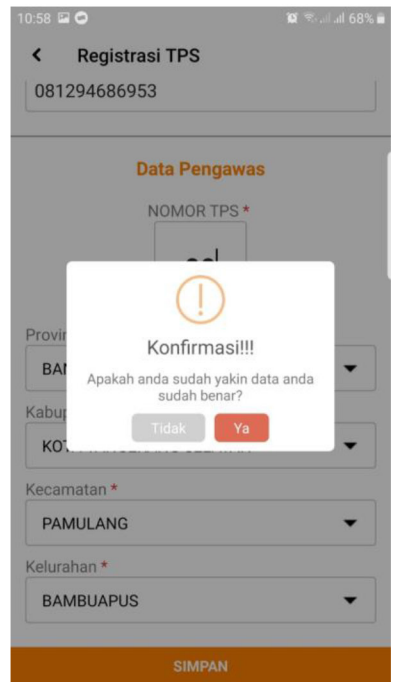 10:58 68%
Registrasi TPS
081294686953
Data Pengawas
NOMOR TPS *
Konfirmasi!!!
Apakah anda sudah yakin data anda
sudah benar?
Tidak Ya
Kecamatan *
PAMULANG
Kelurahan *
BAMBUAPUS
SIMPAN